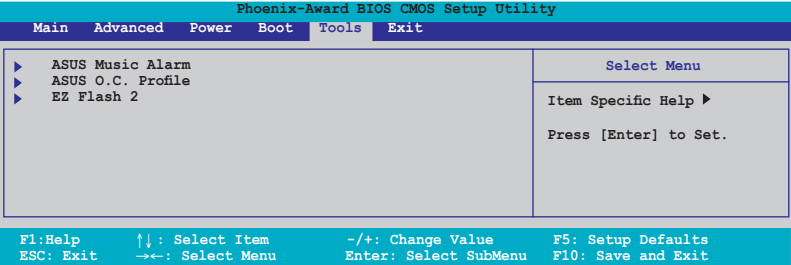 Phoenix-Award BIOS CMOS Setup Utility
Main Advanced Power Boot Tools Exit
ASUS Music Alarm
ASUS O.C. Profile
EZ Flash 2
Select Menu
Item Specific Help ▶
Press [Enter] to Set.
F1:Help ↑↓: Select Item -/+: Change Value F5: Setup Defaults
ESC: Exit →←: Select Menu Enter: Select SubMenu F10: Save and Exit